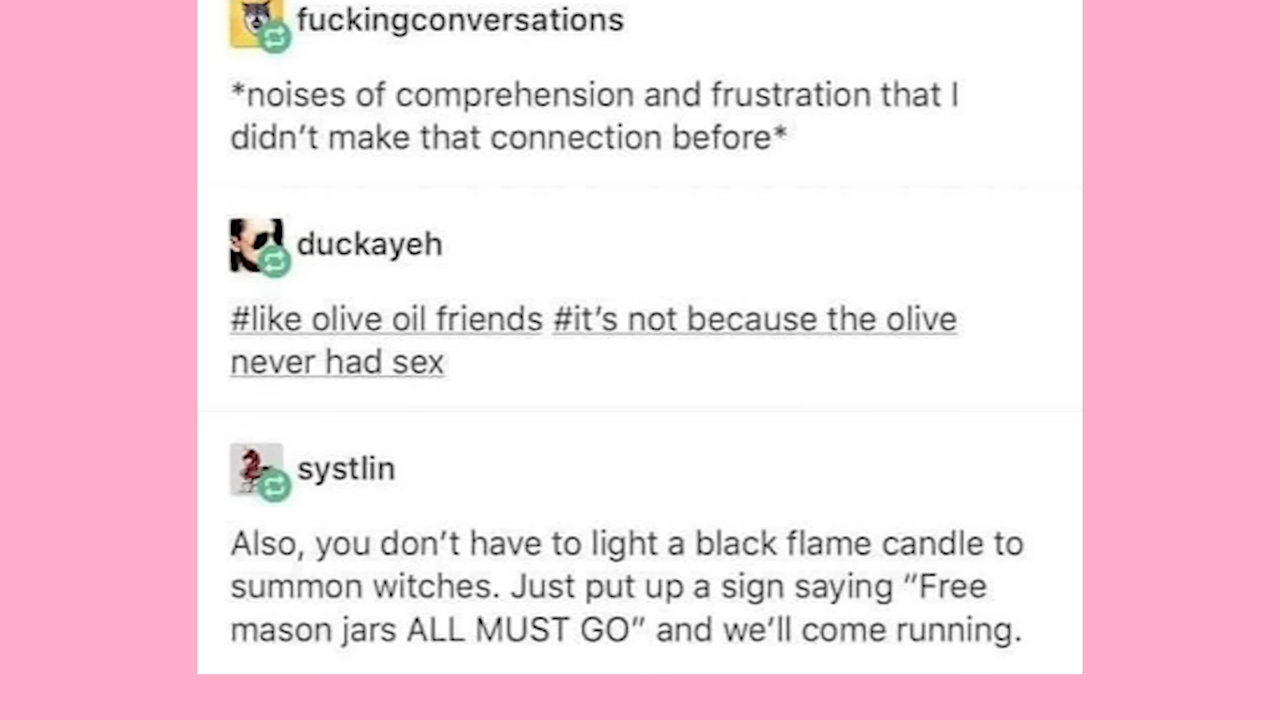 fuckingconversations
*noises of comprehension and frustration that I
didn't make that connection before*
duckayeh
#like olive oil friends #it's not because the olive
never had sex
systlin
Also, you don't have to light a black flame candle to
summon witches. Just put up a sign saying "Free
mason jars ALL MUST GO" and we'll come running.